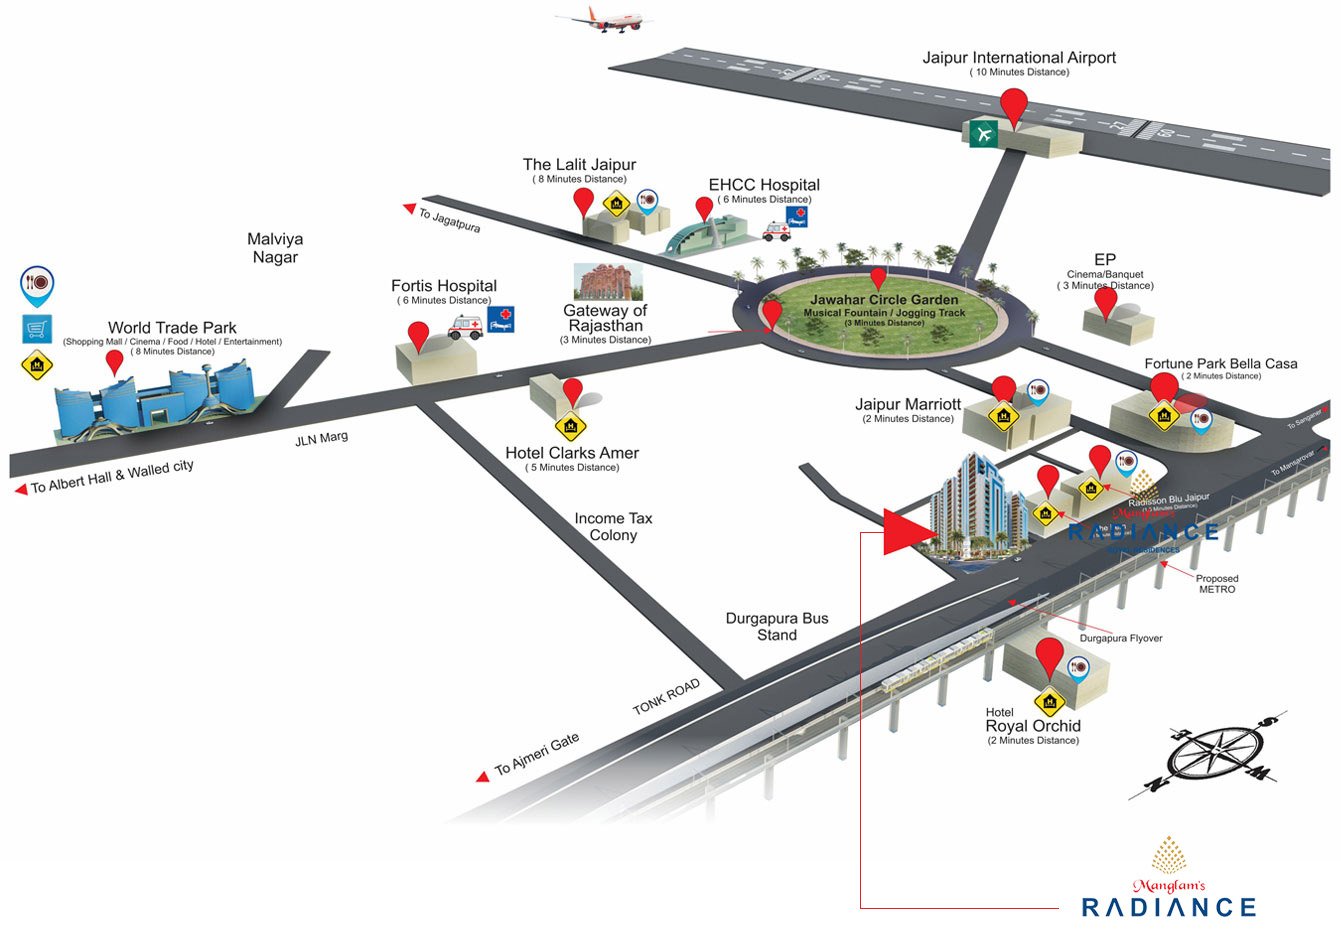 Jaipur International Airport
( 10 Minutes Distance)
27
09
The Lalit Jaipur
( 8 Minutes Distance)
EHCC Hospital
( 6 Minutes Distance)
To Jagatpura
Malviya
Nagar
Fortis Hospital
( 6 Minutes Distance)
Gateway of
Rajasthan
(3 Minutes Distance)
Jawahar Circle Garden
Musical Fountain / Jogging Track
(3 Minutes Distance)
EP
Cinema/Banquet
( 3 Minutes Distance)
World Trade Park
(Shopping Mall / Cinema / Food / Hotel / Entertainment)
( 8 Minutes Distance)
Fortune Park Bella Casa
( 2 Minutes Distance)
Jaipur Marriott
(2 Minutes Distance)
To Sanganer
To Mansarovar
JLN Marg
To Albert Hall & Walled city
Hotel Clarks Amer
( 5 Minutes Distance)
Income Tax
Colony
Radisson Blu Jaipur
Manglam's
RADIANCE
ROYAL RESIDENCES
Proposed
METRO
Durgapura Flyover
Durgapura Bus
Stand
TONK ROAD
To Ajmeri Gate
Hotel
Royal Orchid
(2 Minutes Distance)
E
S
N
W
Manglam's
RADIANCE